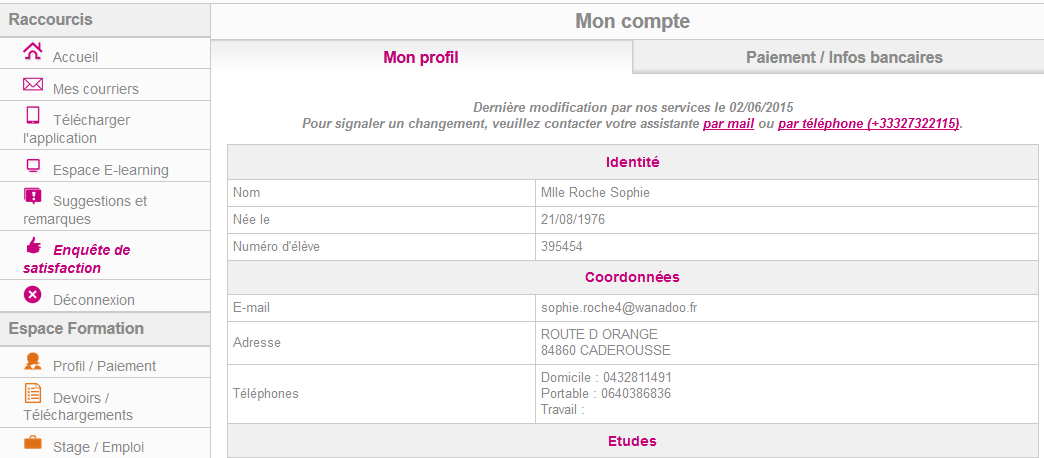 Raccourcis
Accueil
Mes courriers
Télécharger
l'application
Espace E-learning
Suggestions et
remarques
Enquête de
satisfaction
Déconnexion
Espace Formation
Profil / Paiement
Devoirs /
Téléchargements
Stage / Emploi
Mon compte
Mon profil
Paiement / Infos bancaires
Dernière modification par nos services le 02/06/2015
Pour signaler un changement, veuillez contacter votre assistante par mail ou par téléphone (+33327322115).
Identité
Nom Mlle Roche Sophie
Née le 21/08/1976
Numéro d'élève 395454
Coordonnées
E-mail sophie.roche4@wanadoo.fr
Adresse ROUTE D ORANGE
84860 CADEROUSSE
Téléphones Domicile : 0432811491
Portable : 0640386836
Travail :
Etudes